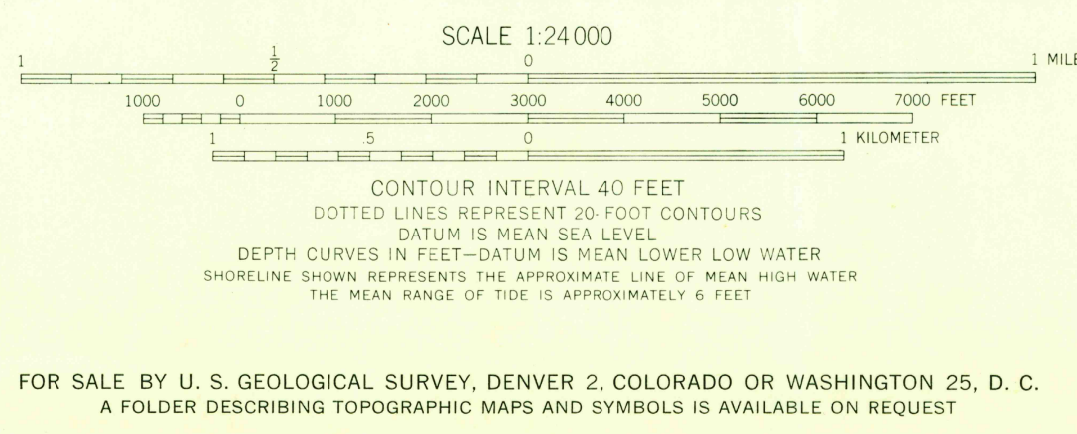 SCALE 1:24 000
1 1/2 0 1 MILE
1000 0 1000 2000 3000 4000 5000 6000 7000 FEET
1 .5 0 1 KILOMETER
CONTOUR INTERVAL 40 FEET
DOTTED LINES REPRESENT 20-FOOT CONTOURS
DATUM IS MEAN SEA LEVEL
DEPTH CURVES IN FEET—DATUM IS MEAN LOWER LOW WATER
SHORELINE SHOWN REPRESENTS THE APPROXIMATE LINE OF MEAN HIGH WATER
THE MEAN RANGE OF TIDE IS APPROXIMATELY 6 FEET
FOR SALE BY U. S. GEOLOGICAL SURVEY, DENVER 2, COLORADO OR WASHINGTON 25, D. C.
A FOLDER DESCRIBING TOPOGRAPHIC MAPS AND SYMBOLS IS AVAILABLE ON REQUEST